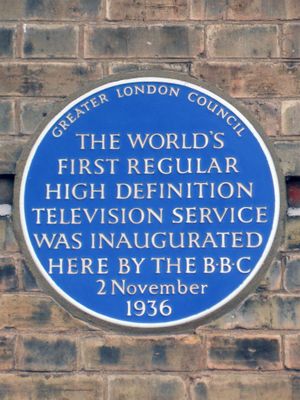 GREATER LONDON COUNCIL
THE WORLD'S
FIRST REGULAR
HIGH DEFINITION
TELEVISION SERVICE
WAS INAUGURATED
HERE BY THE B·B·C
2 November
1936